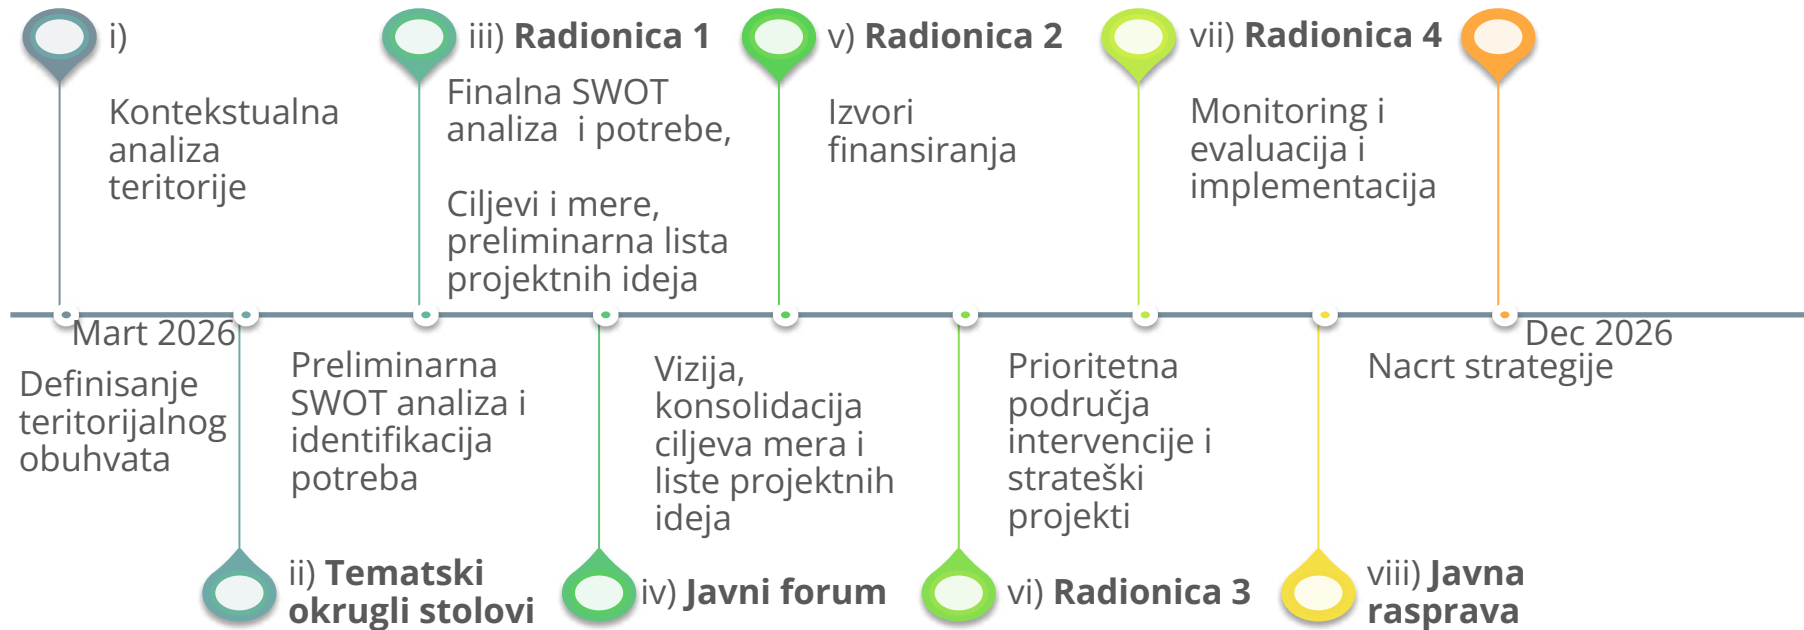 i)
Kontekstualna
analiza
teritorije
iii) Radionica 1
Finalna SWOT
analiza i potrebe,
Ciljevi i mere,
preliminarna lista
projektnih ideja
v) Radionica 2
Izvori
finansiranja
vii) Radionica 4
Monitoring i
evaluacija i
implementacija
Mart 2026
Dec 2026
Definisanje
teritorijalnog
obuhvata
Preliminarna
SWOT analiza i
identifikacija
potreba
ii) Tematski
okrugli stolovi
Vizija,
konsolidacija
ciljeva mera i
liste projektnih
ideja
iv) Javni forum
Prioritetna
područja
intervencije i
strateški
projekti
vi) Radionica 3
Nacrt strategije
viii) Javna
rasprava